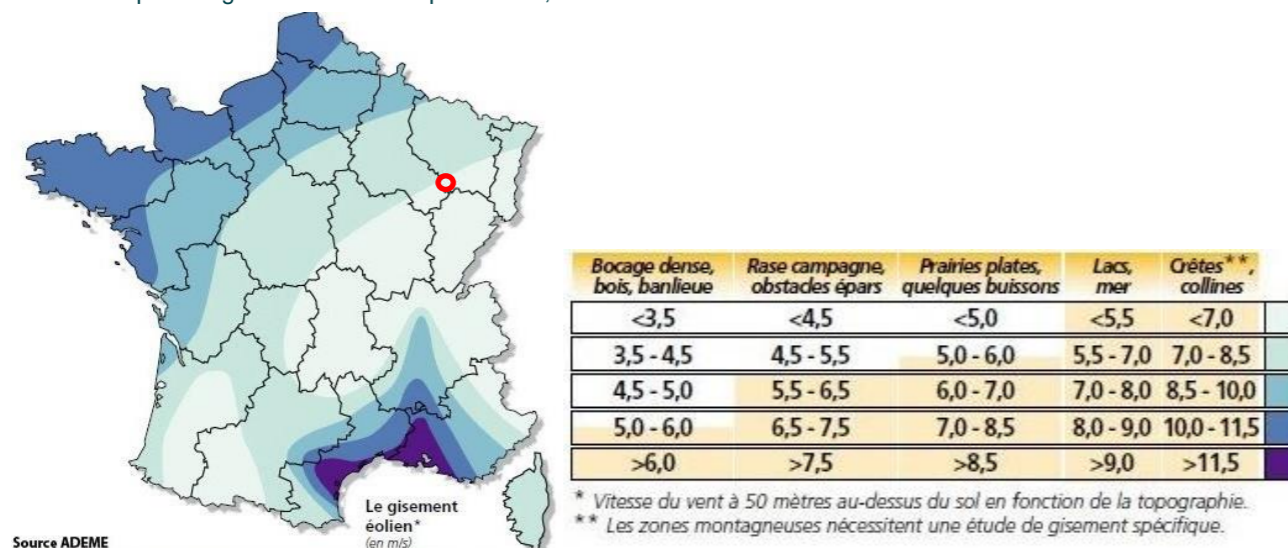 Bocage dense, bois, banlieue
Rase campagne, obstacles épars
Prairies plates, quelques buissons
Lacs, mer
Crêtes**, collines
<3,5 <4,5 <5,0 <5,5 <7,0
3,5 - 4,5 4,5 - 5,5 5,0 - 6,0 5,5 - 7,0 7,0 - 8,5
4,5 - 5,0 5,5 - 6,5 6,0 - 7,0 7,0 - 8,0 8,5 - 10,0
5,0 - 6,0 6,5 - 7,5 7,0 - 8,5 8,0 - 9,0 10,0 - 11,5
>6,0 >7,5 >8,5 >9,0 >11,5
* Vitesse du vent à 50 mètres au-dessus du sol en fonction de la topographie.
** Les zones montagneuses nécessitent une étude de gisement spécifique.
Le gisement
éolien*
(en m/s)
Source ADEME